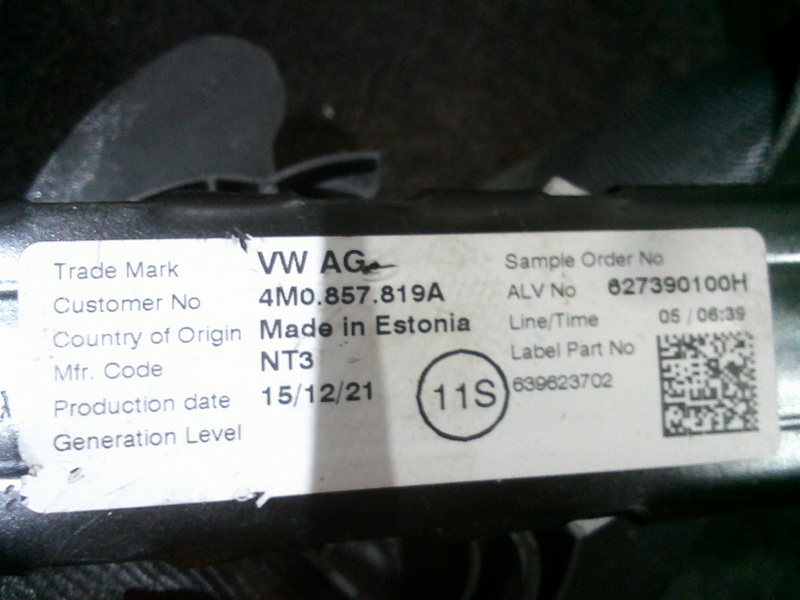 Trade Mark VW AG
Customer No 4M0.857.819A
Country of Origin Made in Estonia
Mfr. Code NT3
Production date 15/12/21
Generation Level
11S
Sample Order No
ALV No 627390100H
Line/Time 05 / 06:39
Label Part No
639623702